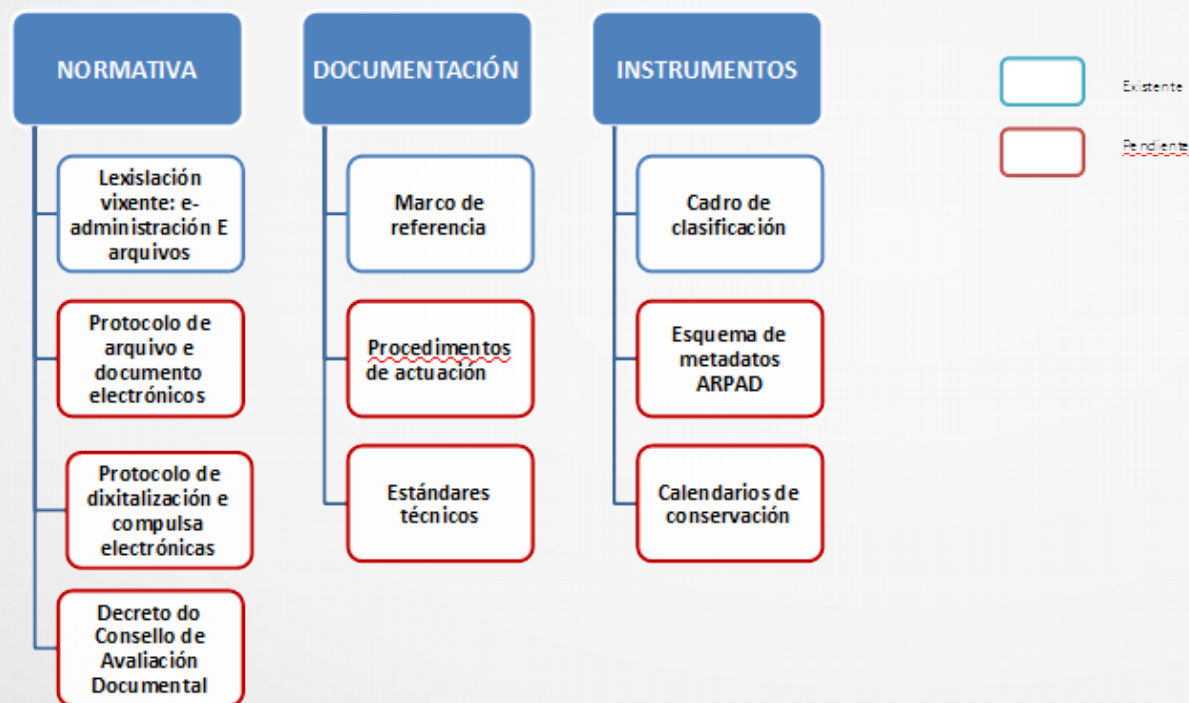 NORMATIVA
Lexislación
vixente: e-
administración E
arquivos
Protocolo de
arquivo e
documento
electrónicos
Protocolo de
dixitalización e
compulsa
electrónicas
Decreto do
Consello de
Avaliación
Documental
DOCUMENTACIÓN
Marco de
referencia
Procedimentos
de actuación
Estándares
técnicos
INSTRUMENTOS
Cadro de
clasificación
Esquema de
metadatos
ARPAD
Calendarios de
conservación
Existente
Pendiente